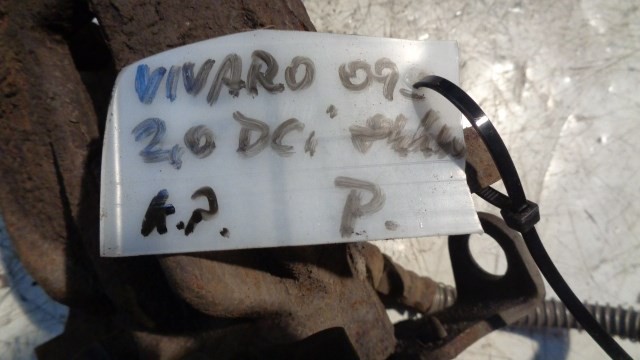 VIVARO 09
2,0 DCi
K.P. P.